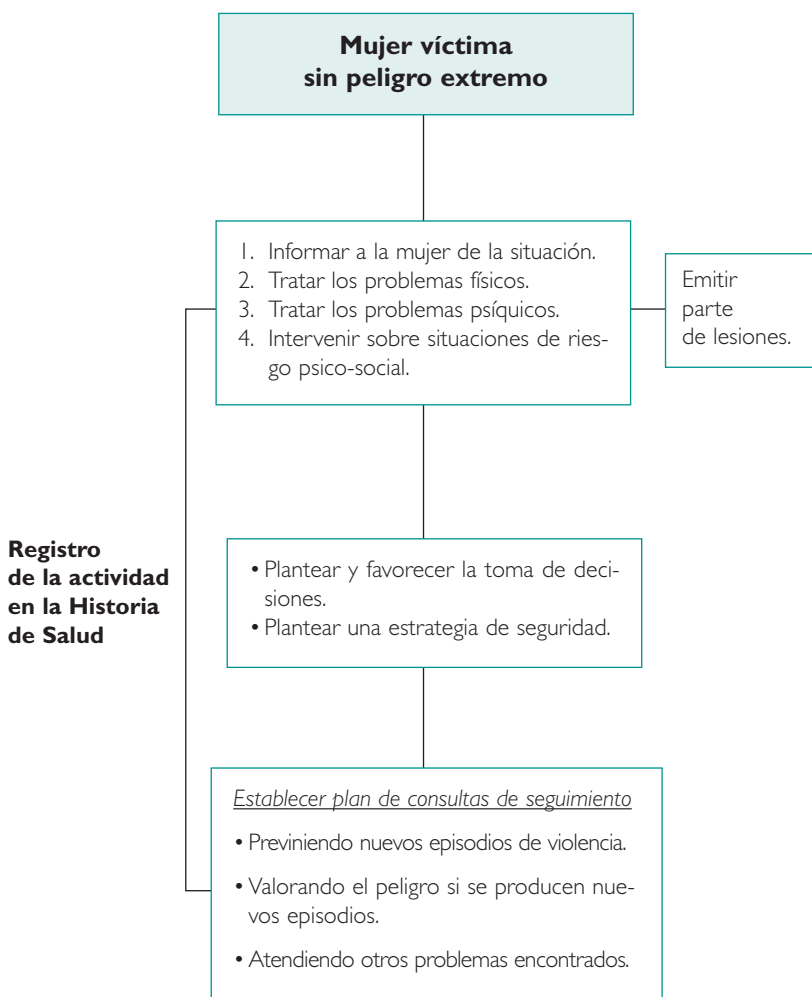 Mujer víctima
sin peligro extremo
1. Informar a la mujer de la situación.
2. Tratar los problemas físicos.
3. Tratar los problemas psíquicos.
4. Intervenir sobre situaciones de ries-
go psico-social.
Emitir
parte
de lesiones.
Registro
de la actividad
en la Historia
de Salud
• Plantear y favorecer la toma de deci-
siones.
• Plantear una estrategia de seguridad.
Establecer plan de consultas de seguimiento
• Previniendo nuevos episodios de violencia.
• Valorando el peligro si se producen nue-
vos episodios.
• Atendiendo otros problemas encontrados.